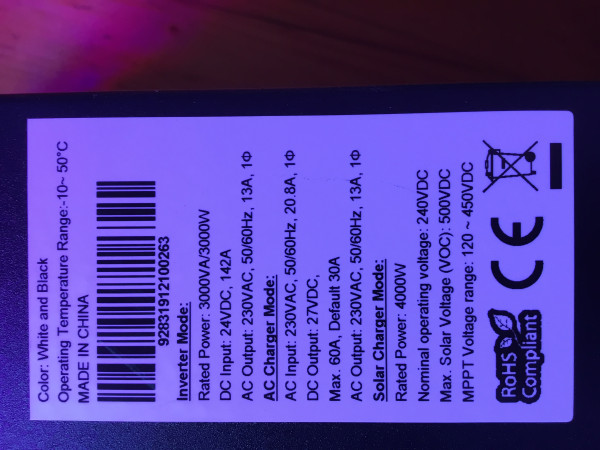 Color: White and Black
Operating Temperature Range:-10~ 50°C
MADE IN CHINA
92831912100263
Inverter Mode:
Rated Power: 3000VA/3000W
DC Input: 24VDC, 142A
AC Output: 230VAC, 50/60Hz, 13A, 1Φ
AC Charger Mode:
AC Input: 230VAC, 50/60Hz, 20.8A, 1Φ
DC Output: 27VDC,
Max. 60A, Default 30A
AC Output: 230VAC, 50/60Hz, 13A, 1Φ
Solar Charger Mode:
Rated Power: 4000W
Nominal operating voltage: 240VDC
Max. Solar Voltage (VOC): 500VDC
MPPT Voltage range: 120 ~ 450VDC
RoHS
Compliant
CE